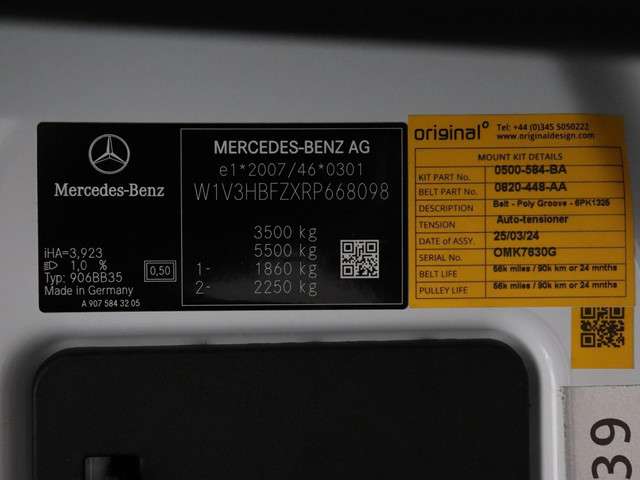 Mercedes-Benz
iHA=3,923
1,0 %
Typ: 906BB35
Made in Germany
0,50
A 907 584 32 05
MERCEDES-BENZ AG
e1*2007/46*0301
W1V3HBFZXRP668098
3500 kg
5500 kg
1- 1860 kg
2- 2250 kg
original°
Tel: +44 (0)345 5050222
www.originaldesign.com
MOUNT KIT DETAILS
KIT PART No. 0500-584-BA
BELT PART No. 0820-448-AA
DESCRIPTION Belt - Poly Groove - 6PK1325
TENSION Auto-tensioner
DATE of ASSY. 25/03/24
SERIAL No. OMK7630G
BELT LIFE 56k miles / 90k km or 24 mnths
PULLEY LIFE 56k miles / 90k km or 24 mnths
39